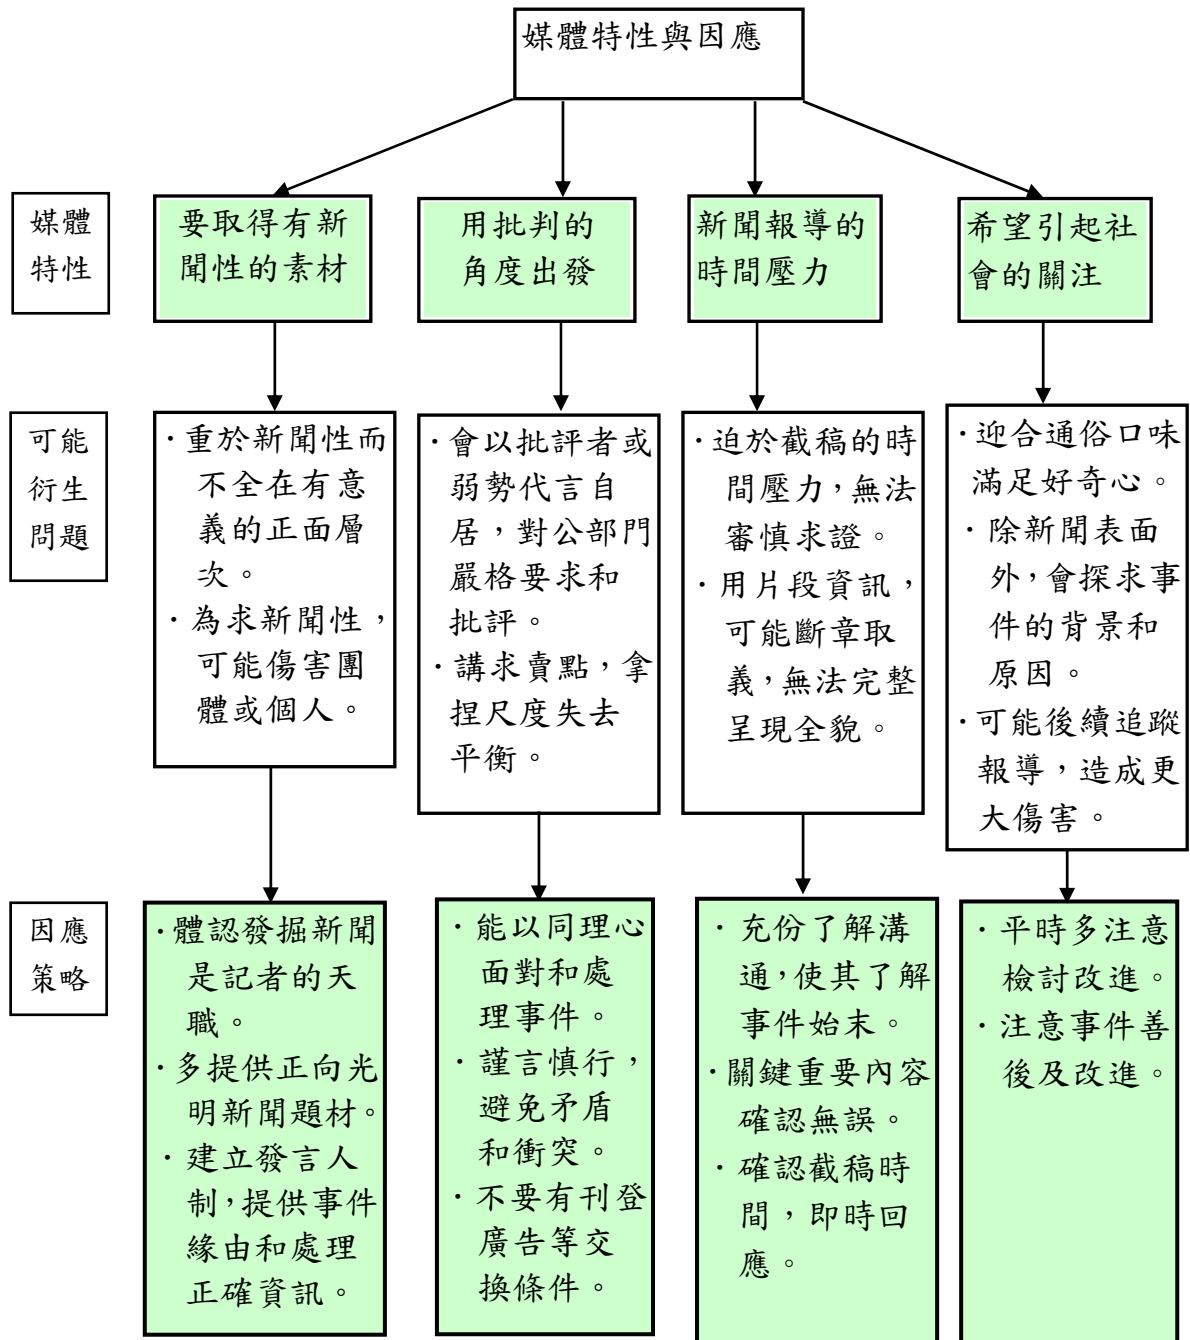 媒體特性與因應
媒體
特性
要取得有新
聞性的素材
用批判的
角度出發
新聞報導的
時間壓力
希望引起社
會的關注
可能
衍生
問題
·重於新聞性而
不全在有意
義的正面層
次。
·為求新聞性，
可能傷害團
體或個人。
·會以批評者或
弱勢代言自
居，對公部門
嚴格要求和
批評。
·講求賣點，拿
捏尺度失去
平衡。
·迫於截稿的時
間壓力，無法
審慎求證。
·用片段資訊，
可能斷章取
義，無法完整
呈現全貌。
·迎合通俗口味
滿足好奇心。
·除新聞表面
外，會探求事
件的背景和
原因。
·可能後續追蹤
報導，造成更
大傷害。
因應
策略
·體認發掘新聞
是記者的天
職。
·多提供正向光
明新聞題材。
·建立發言人
制，提供事件
緣由和處理
正確資訊。
·能以同理心
面對和處
理事件。
·謹言慎行，
避免矛盾
和衝突。
·不要有刊登
廣告等交
換條件。
·充份了解溝
通，使其了解
事件始末。
·關鍵重要內容
確認無誤。
·確認截稿時
間，即時回
應。
·平時多注意
檢討改進。
·注意事件善
後及改進。